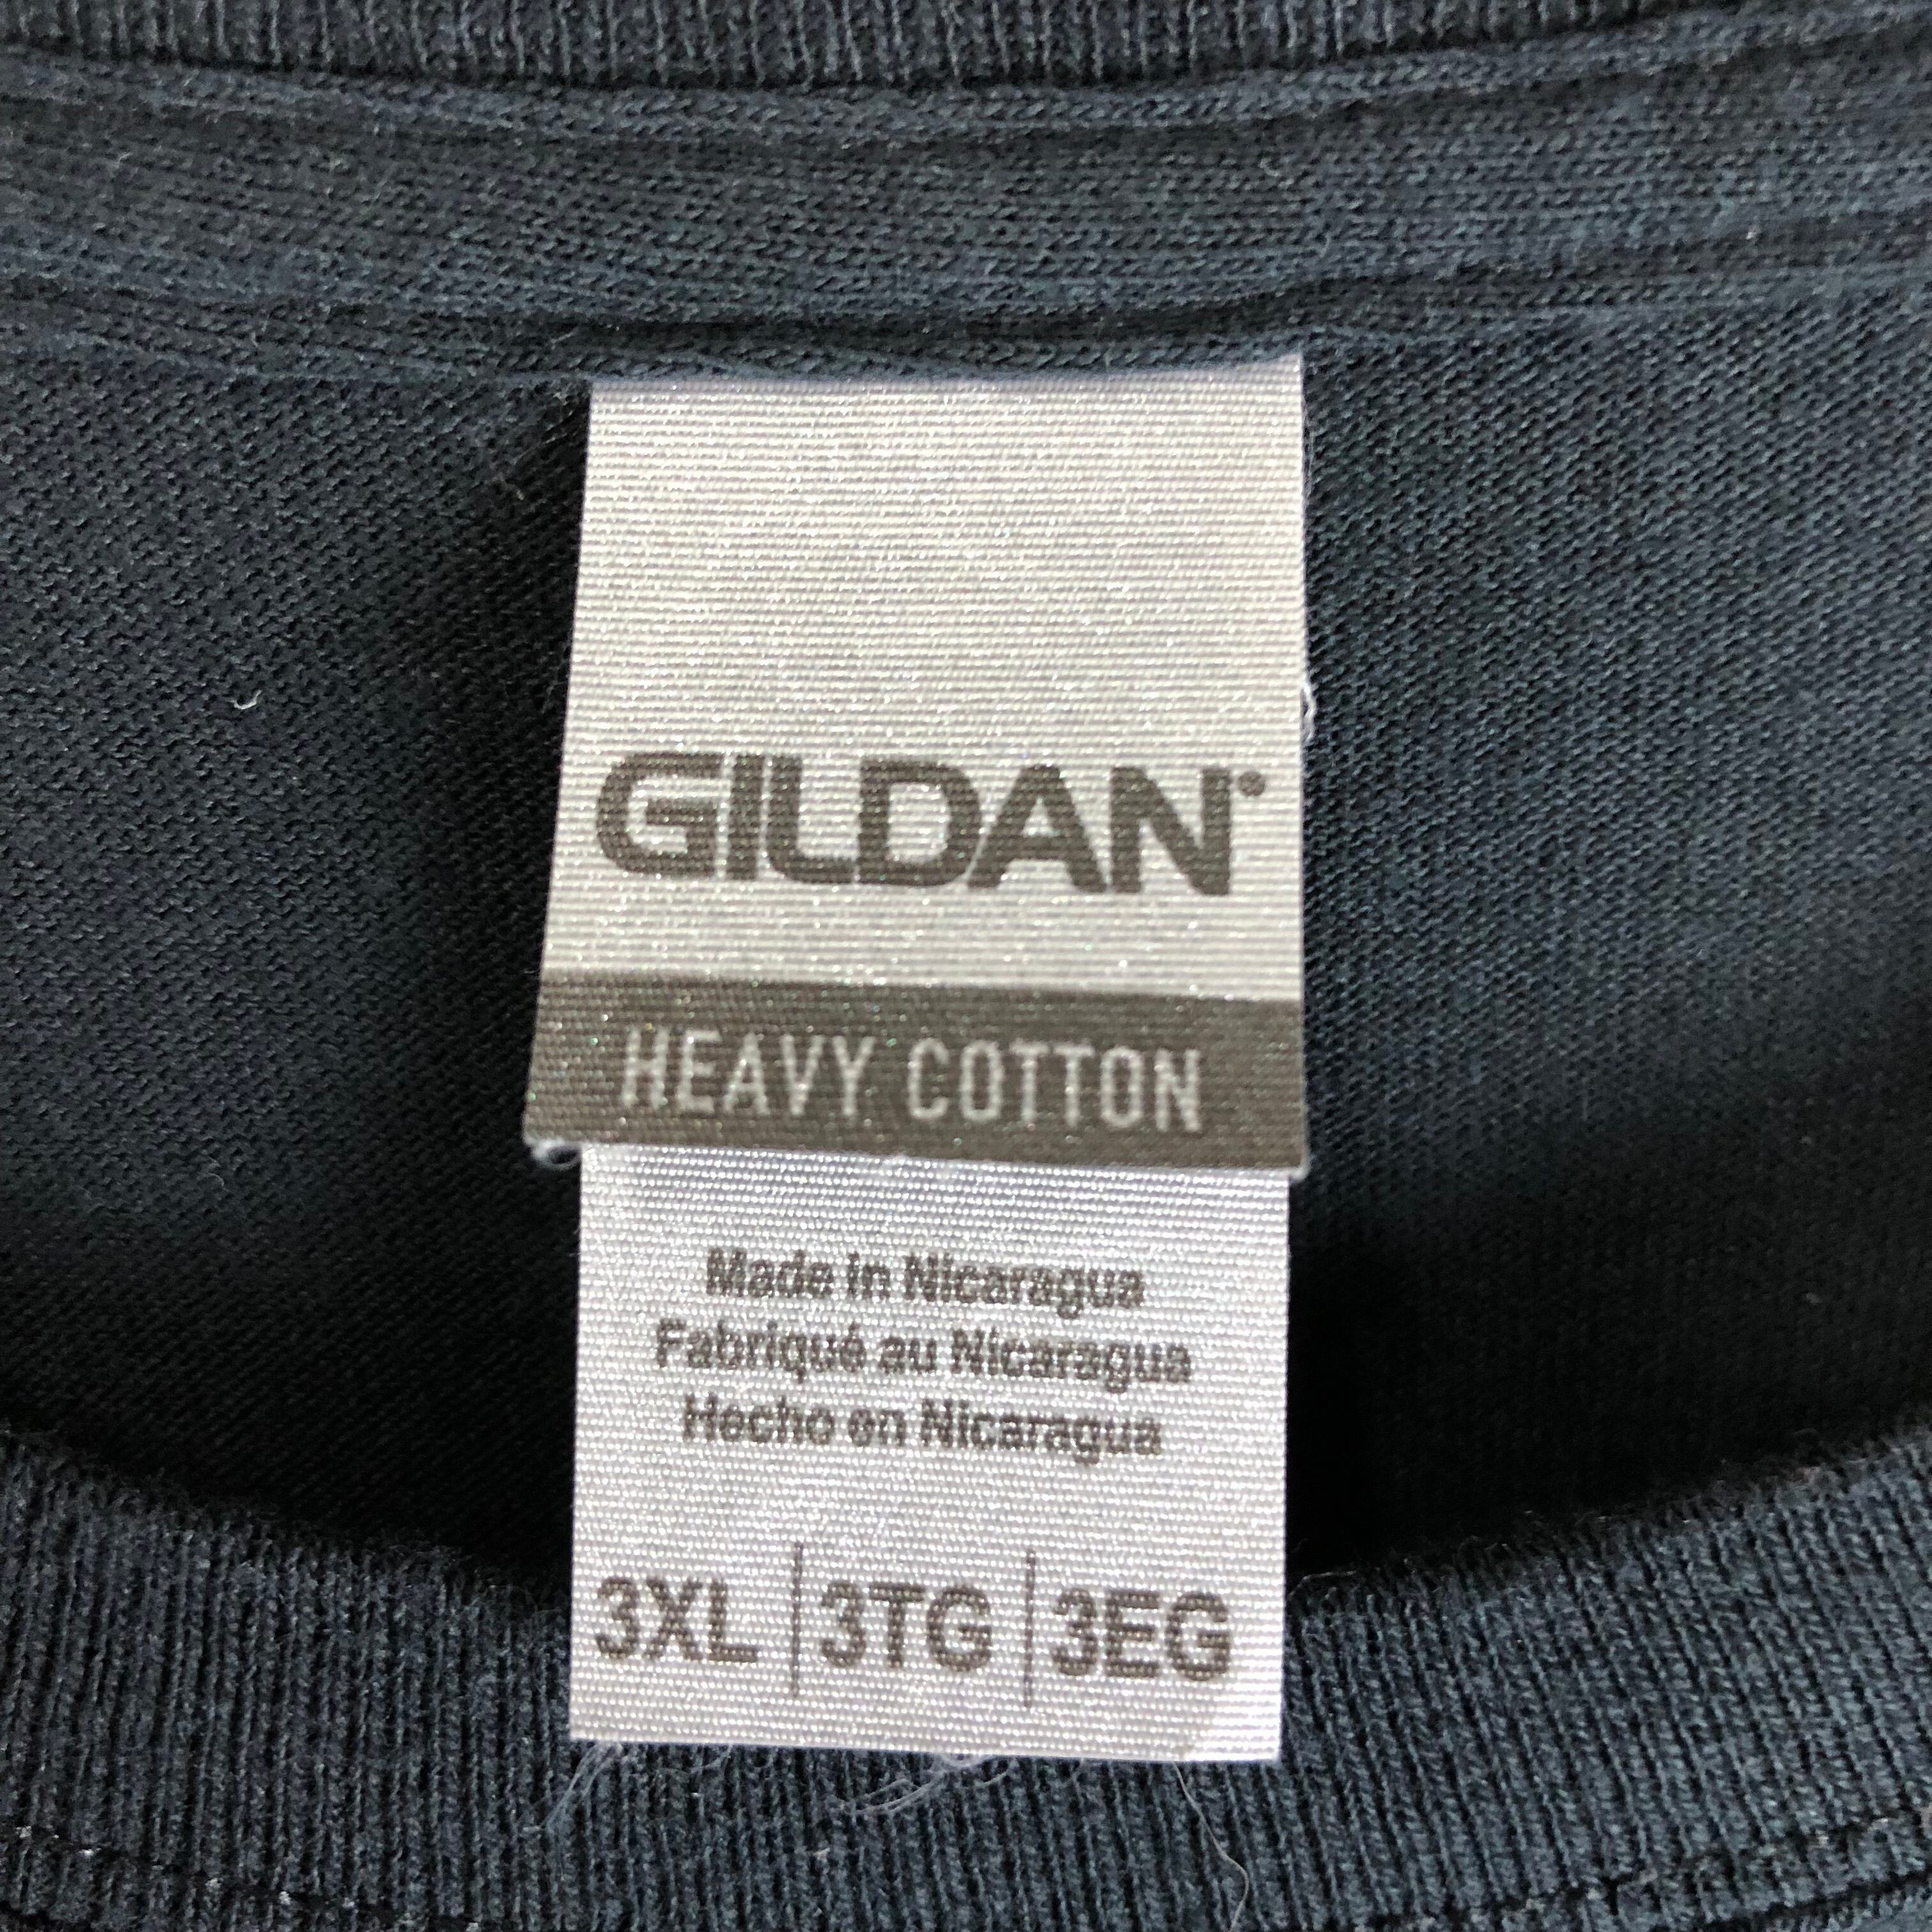 GILDAN
HEAVY COTTON
Made in Nicaragua
Fabriqué au Nicaragua
Hecho en Nicaragua
3XL | 3TG | 3EG